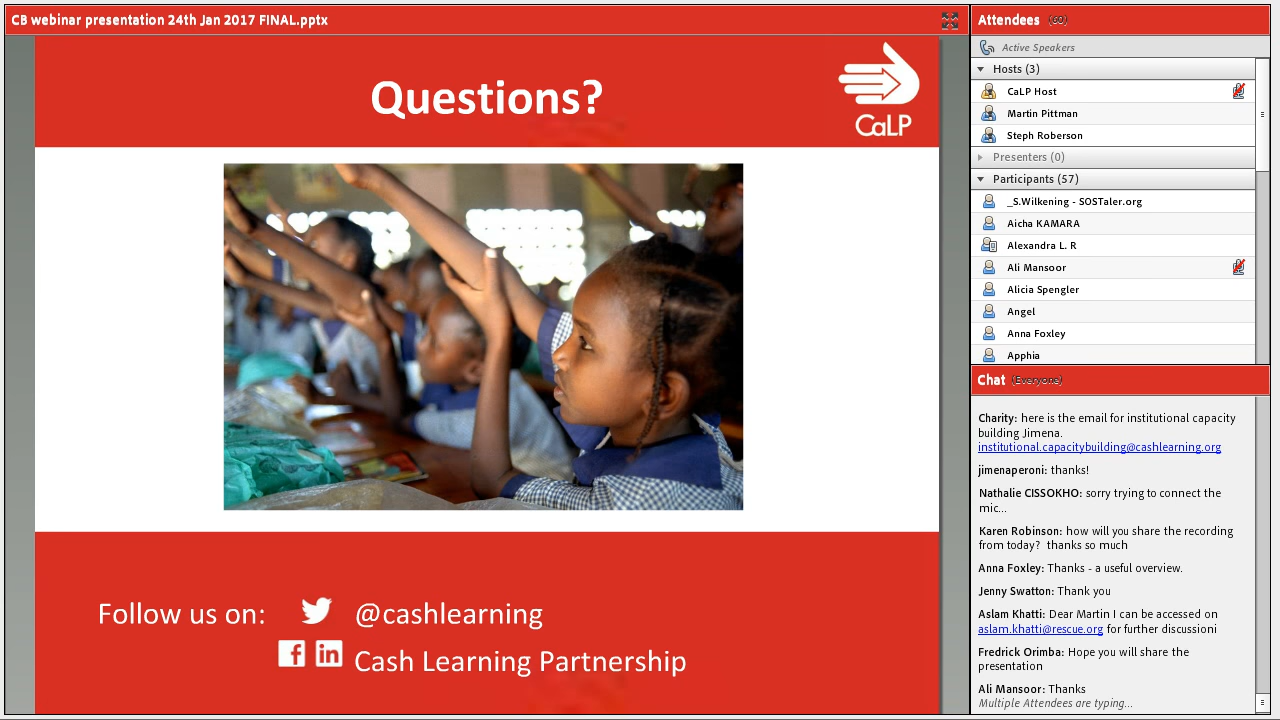 CB webinar presentation 24th Jan 2017 FINAL.pptx
Questions?
CaLP
Follow us on:
@cashlearning
Cash Learning Partnership
Attendees (60)
Active Speakers
Hosts (3)
CaLP Host
Martin Pittman
Steph Roberson
Presenters (0)
Participants (57)
_S.Wilkening - SOSTaler.org
Aicha KAMARA
Alexandra L. R
Ali Mansoor
Alicia Spengler
Angel
Anna Foxley
Apphia
Chat (Everyone)
Charity: here is the email for institutional capacity
building Jimena.
institutional.capacitybuilding@cashlearning.org
jimenaperoni: thanks!
Nathalie CISSOKHO: sorry trying to connect the
mic...
Karen Robinson: how will you share the recording
from today? thanks so much
Anna Foxley: Thanks - a useful overview.
Jenny Swatton: Thank you
Aslam Khatti: Dear Martin I can be accessed on
aslam.khatti@rescue.org for further discussioni
Fredrick Orimba: Hope you will share the
presentation
Ali Mansoor: Thanks
Multiple Attendees are typing...